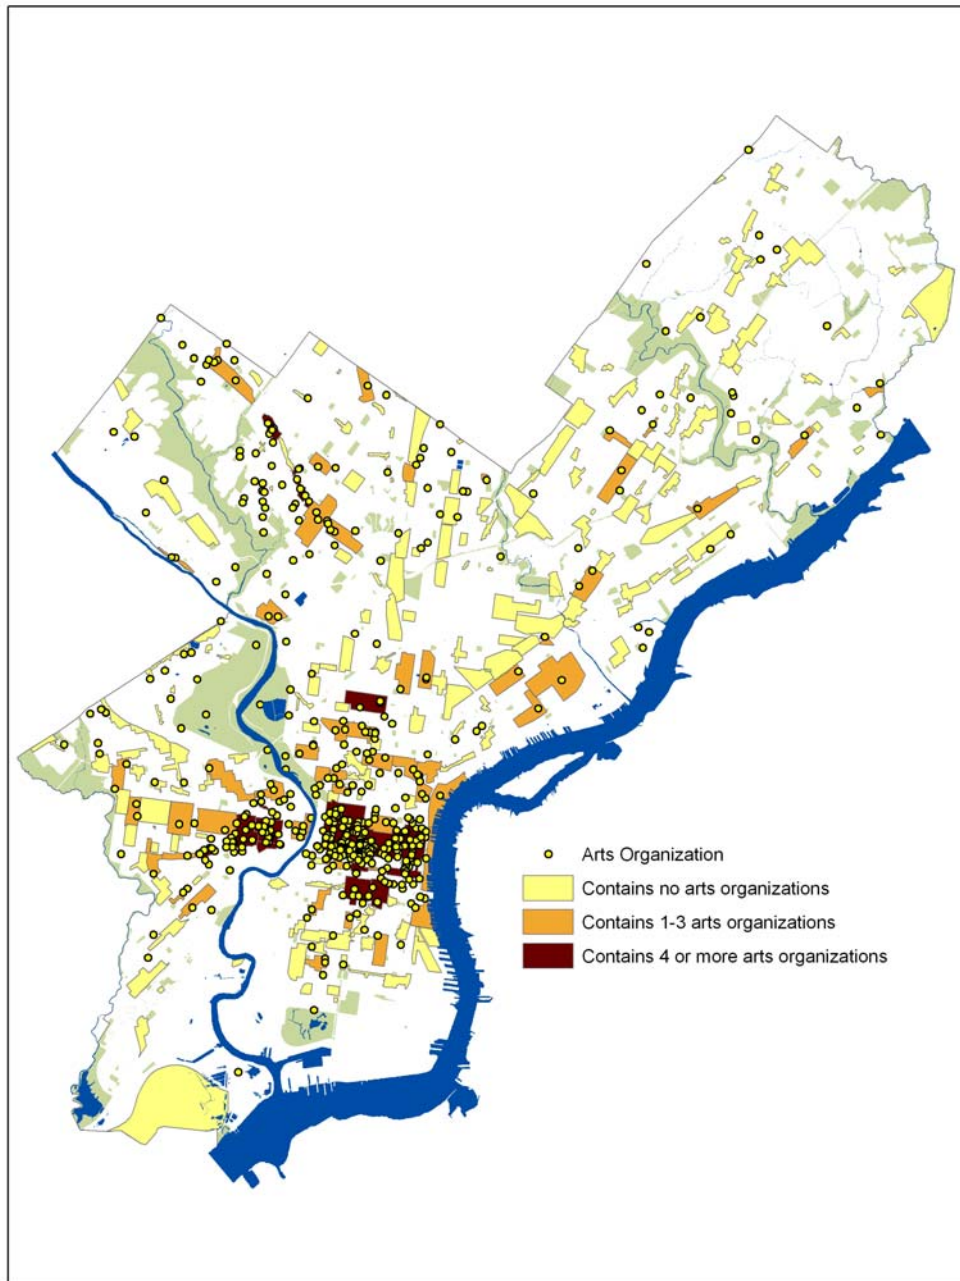 Arts Organization
Contains no arts organizations
Contains 1-3 arts organizations
Contains 4 or more arts organizations